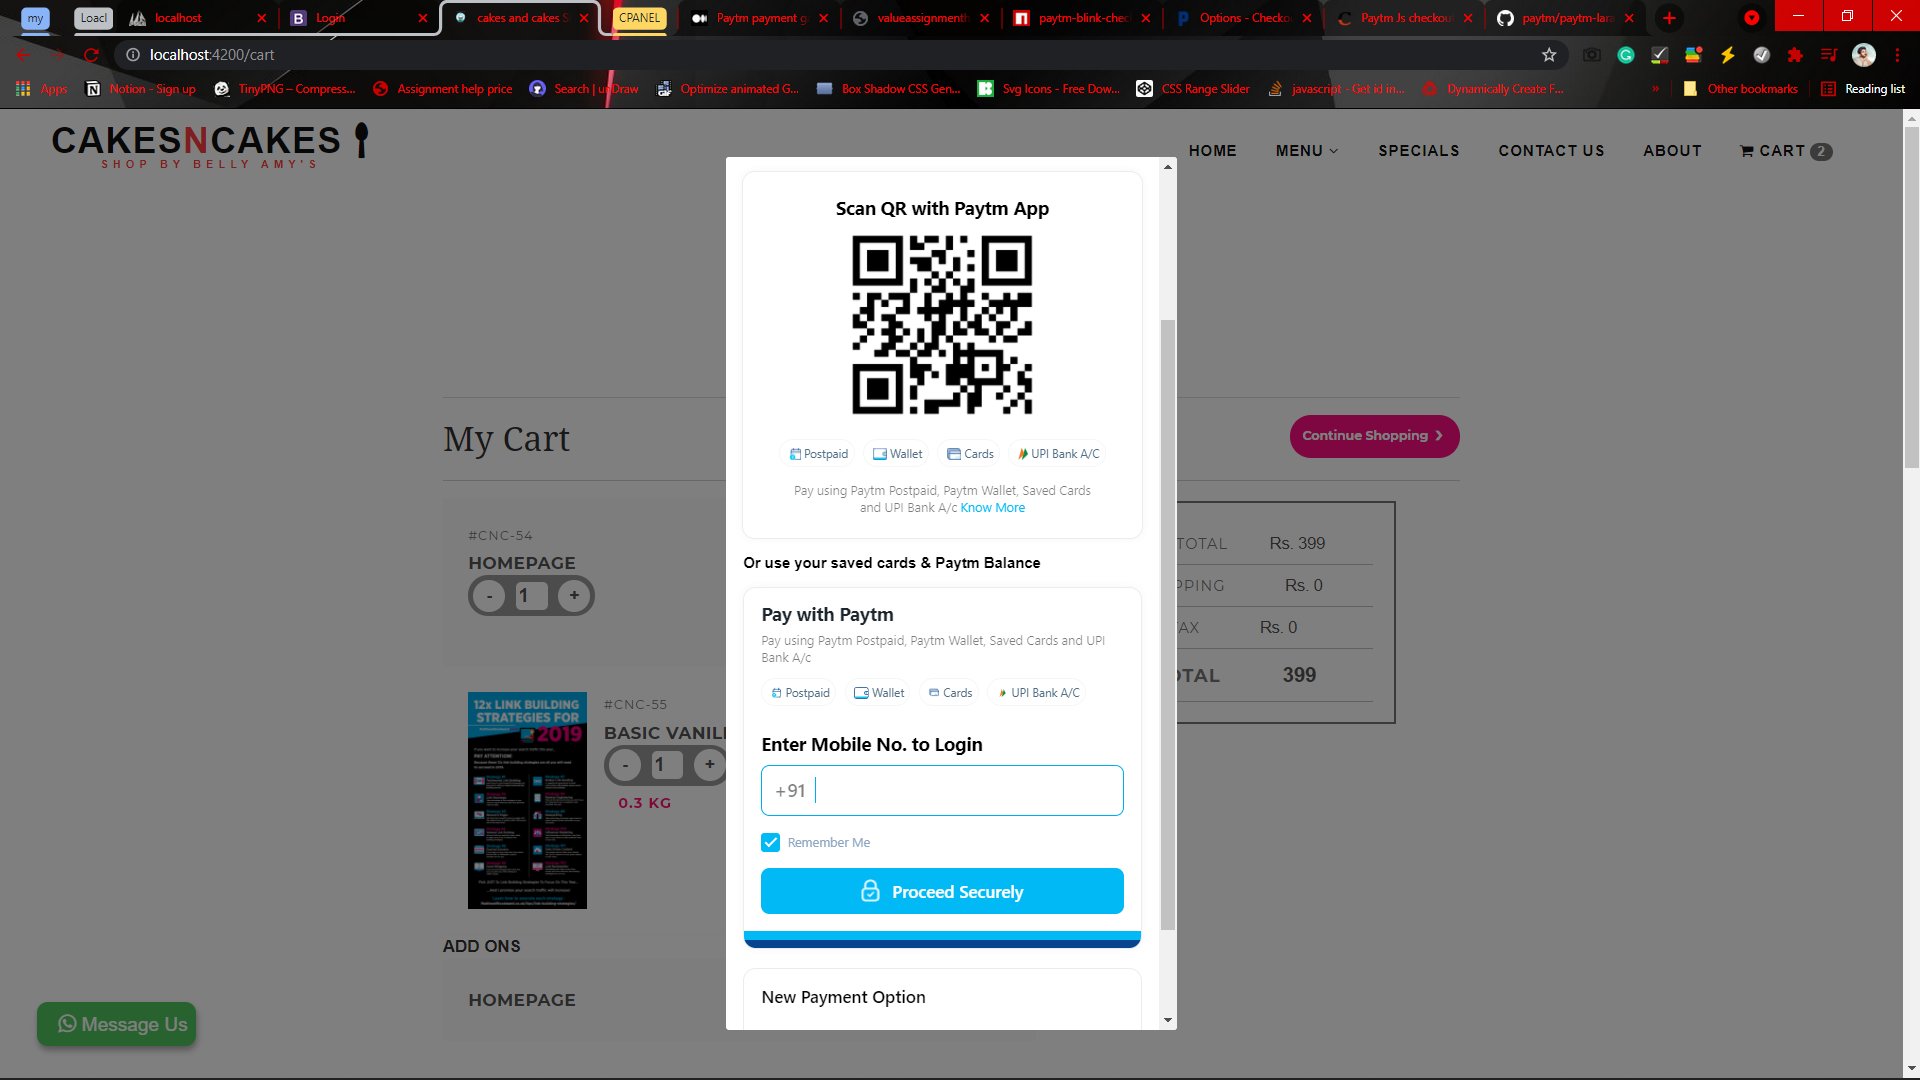 my
Loacl
localhost
Login
cakes and cakes S
CPANEL
Paytm payment g
valueassignmenth
paytm-blink-chec
Options - Checko
Paytm Js checkou
paytm/paytm-lara
localhost:4200/cart
Apps
Notion - Sign up
TinyPNG – Compress...
Assignment help price
Search | unDraw
Optimize animated G...
Box Shadow CSS Gen...
Svg Icons - Free Dow...
CSS Range Slider
javascript - Get id in...
Dynamically Create F...
»
Other bookmarks
Reading list
CAKESNCAKES
SHOP BY BELLY AMY'S
HOME
MENU
SPECIALS
CONTACT US
ABOUT
CART 2
Scan QR with Paytm App
Postpaid
Wallet
Cards
UPI Bank A/C
Pay using Paytm Postpaid, Paytm Wallet, Saved Cards
and UPI Bank A/c Know More
Or use your saved cards & Paytm Balance
Pay with Paytm
Pay using Paytm Postpaid, Paytm Wallet, Saved Cards and UPI
Bank A/c
Postpaid
Wallet
Cards
UPI Bank A/C
Enter Mobile No. to Login
+91
Remember Me
Proceed Securely
New Payment Option
My Cart
Continue Shopping
#CNC-54
HOMEPAGE
- 1 +
TOTAL Rs. 399
PPING Rs. 0
TAX Rs. 0
OTAL 399
12x LINK BUILDING
STRATEGIES FOR
2019
#CNC-55
BASIC VANIL
- 1 +
0.3 KG
ADD ONS
HOMEPAGE
Message Us